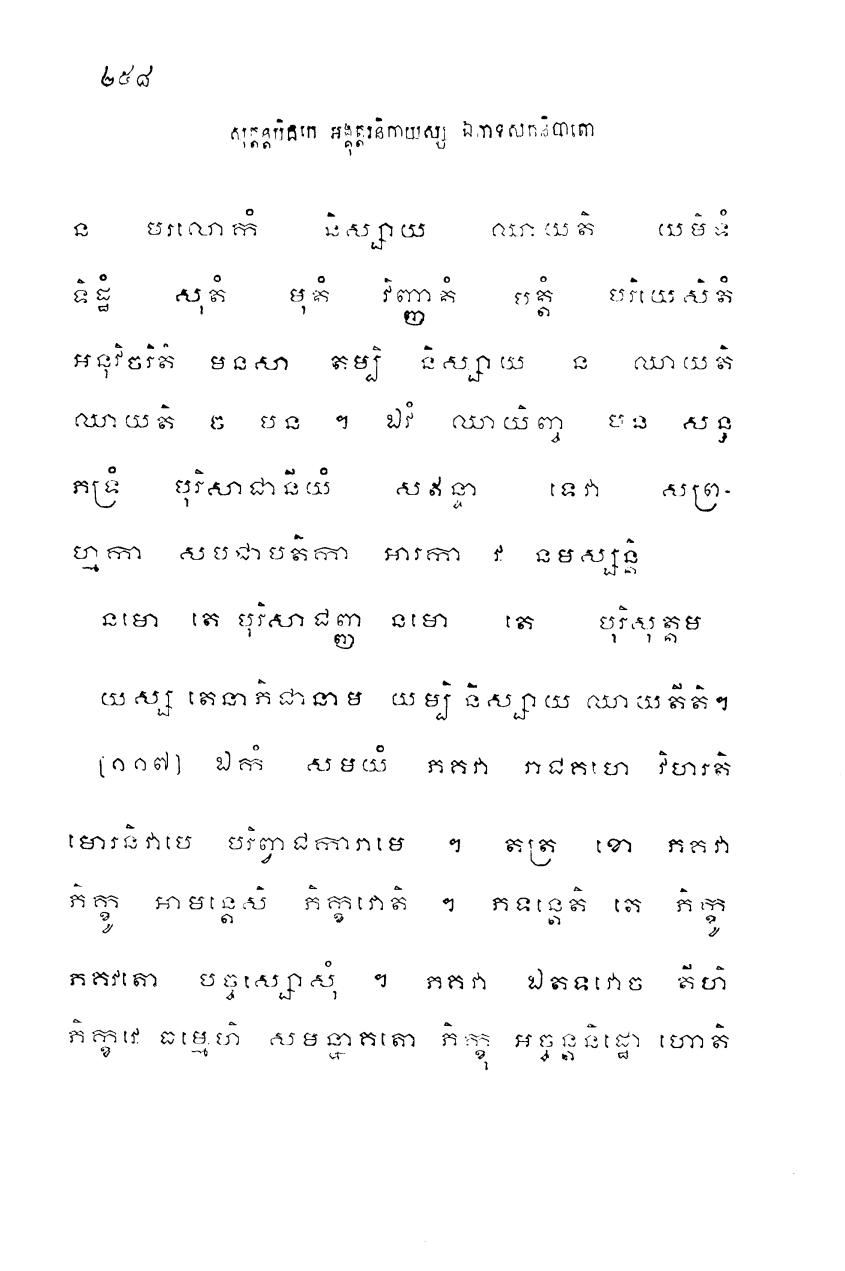 ២៥៨
សុត្តន្តបិដកេ អង្គុត្តរនិកាយស្ស ឯកាទសកនិបាតោ
ន បរលោកំ និស្សាយ ឈាយតិ យមិទំ
ទិដ្ឋំ សុតំ មុតំ វិញ្ញាតំ បត្តំ បរិយេសិតំ
អនុវិចរិតំ មនសា តម្បិ និស្សាយ ន ឈាយតិ
ឈាយតិ ច បន ។ ឯវំ ឈាយិញ្ច បន សន្ធ
ភទ្រំ បុរិសាជានីយំ សឥន្ទា ទេវា សព្រ-
ហ្មកា សបជាបតិកា អារកា វ នមស្សន្តិ
នមោ តេ បុរិសាជញ្ញ នមោ តេ បុរិសុត្តម
យស្ស តេនាភិជានាម យម្បិ និស្សាយ ឈាយតីតិ។
[១១៧] ឯកំ សមយំ ភគវា រាជគហេ វិហរតិ
មោរនិវាបេ បរិព្វាជការាមេ ។ តត្រ ខោ ភគវា
ភិក្ខូ អាមន្តេសិ ភិក្ខវោតិ ។ ភទន្តេតិ តេ ភិក្ខូ
ភគវតោ បច្ចស្សោសុំ ។ ភគវា ឯតទវោច តីហិ
ភិក្ខវេ ធម្មេហិ សមន្នាគតោ ភិក្ខុ អច្ចន្តនិដ្ឋោ ហោតិ